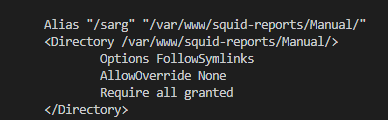 Alias "/sarg" "/var/www/squid-reports/Manual/"
<Directory /var/www/squid-reports/Manual/>
Options FollowSymlinks
AllowOverride None
Require all granted
</Directory>